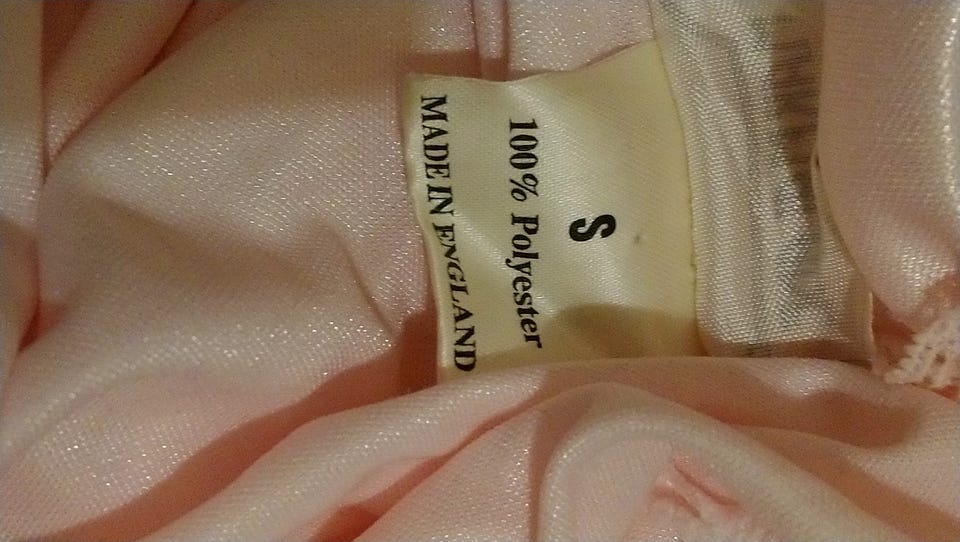 S
100% Polyester
MADE IN ENGLAND